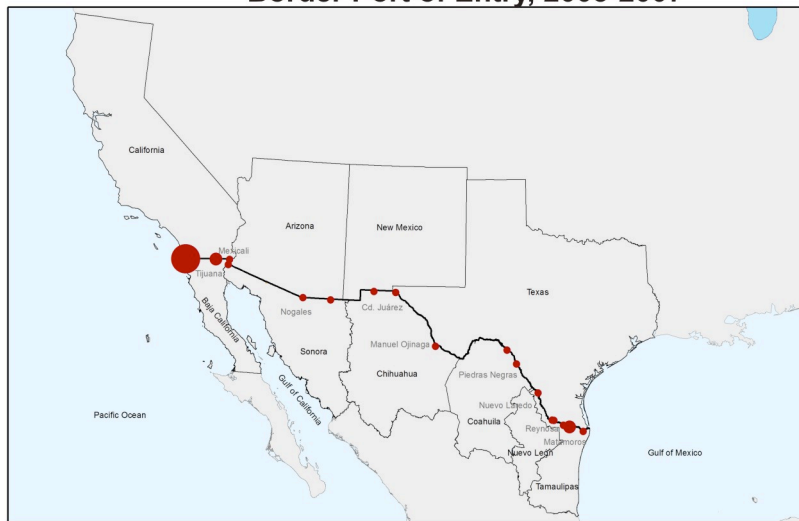 Border Port of Entry, 2003-2007
California
Arizona
New Mexico
Texas
Mexicali
Tijuana
Baja California
Nogales
Sonora
Cd. Juárez
Manuel Ojinaga
Chihuahua
Gulf of California
Piedras Negras
Nuevo Laredo
Coahuila
Reynosa
Matamoros
Nuevo León
Tamaulipas
Pacific Ocean
Gulf of Mexico